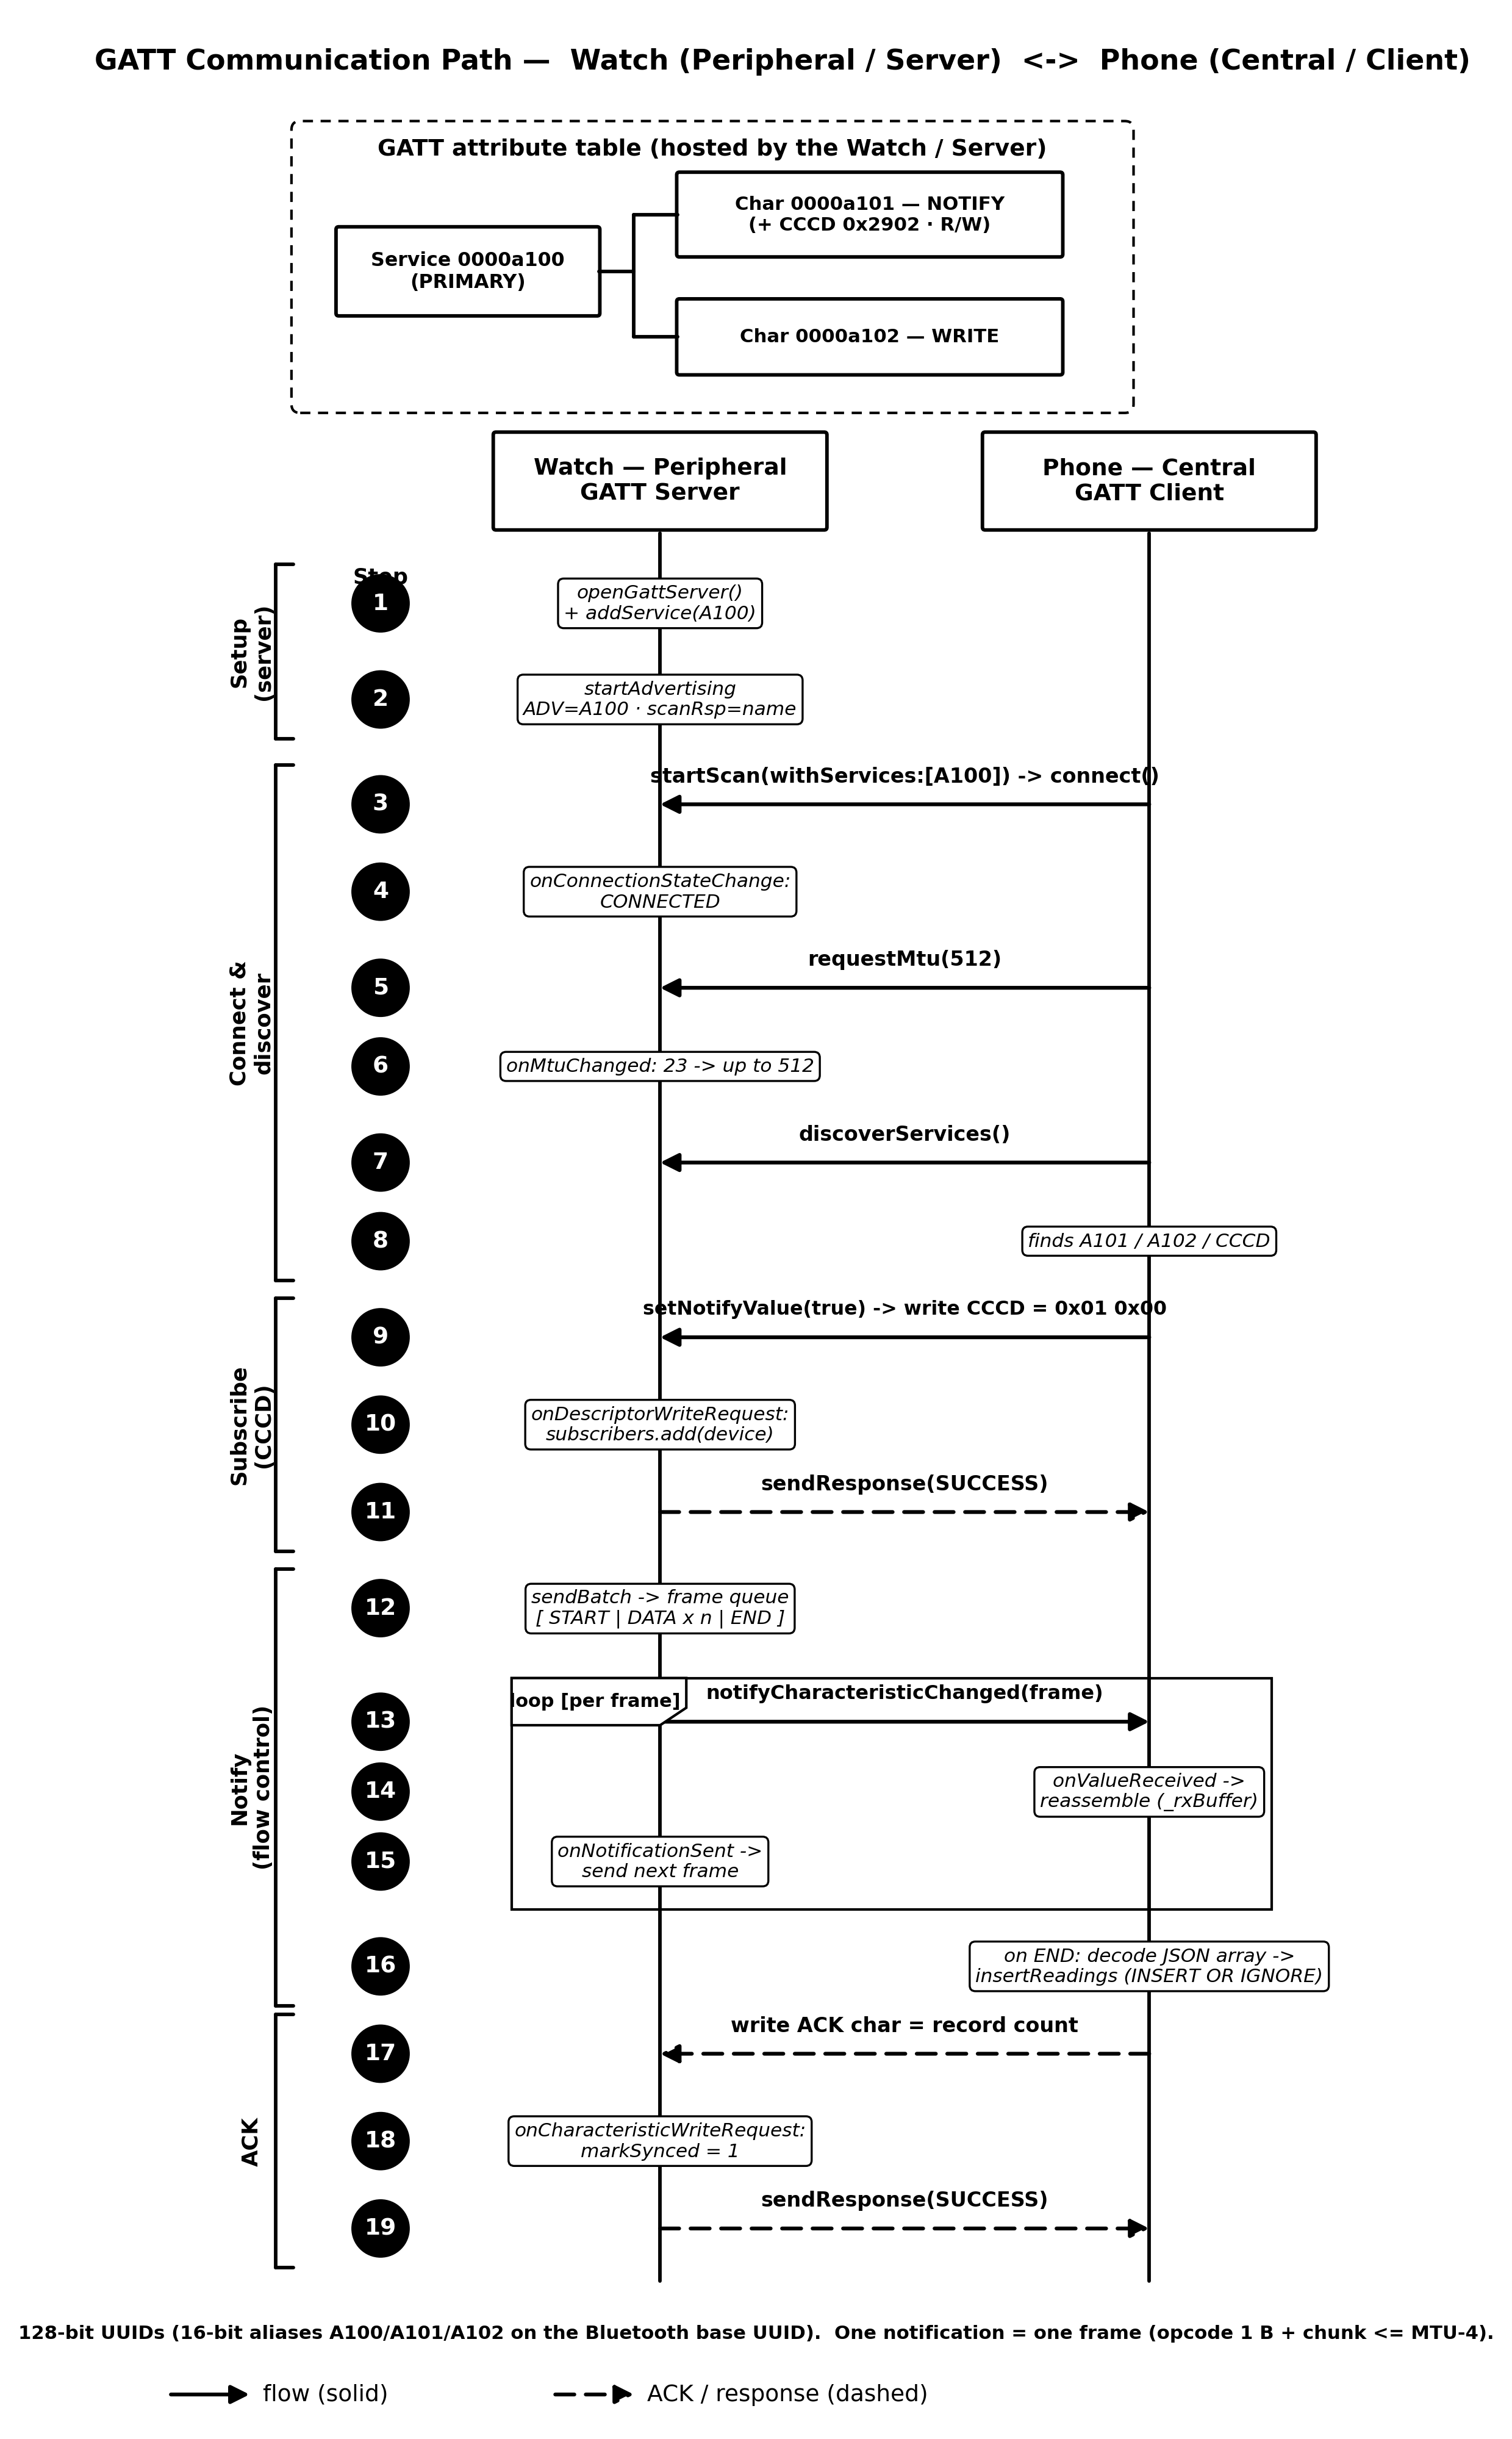 GATT Communication Path — Watch (Peripheral / Server) <-> Phone (Central / Client)
GATT attribute table (hosted by the Watch / Server)
Service 0000a100
(PRIMARY)
Char 0000a101 — NOTIFY
(+ CCCD 0x2902 · R/W)
Char 0000a102 — WRITE
Watch — Peripheral
GATT Server
Phone — Central
GATT Client
Setup
(server)
Step
1
openGattServer()
+ addService(A100)
2
startAdvertising
ADV=A100 · scanRsp=name
Connect &
discover
3
startScan(withServices:[A100]) -> connect()
4
onConnectionStateChange:
CONNECTED
5
requestMtu(512)
6
onMtuChanged: 23 -> up to 512
7
discoverServices()
8
finds A101 / A102 / CCCD
Subscribe
(CCCD)
9
setNotifyValue(true) -> write CCCD = 0x01 0x00
10
onDescriptorWriteRequest:
subscribers.add(device)
11
sendResponse(SUCCESS)
Notify
(flow control)
12
sendBatch -> frame queue
[ START | DATA x n | END ]
13
loop [per frame]
notifyCharacteristicChanged(frame)
14
onValueReceived ->
reassemble (_rxBuffer)
15
onNotificationSent ->
send next frame
16
on END: decode JSON array ->
insertReadings (INSERT OR IGNORE)
ACK
17
write ACK char = record count
18
onCharacteristicWriteRequest:
markSynced = 1
19
sendResponse(SUCCESS)
128-bit UUIDs (16-bit aliases A100/A101/A102 on the Bluetooth base UUID). One notification = one frame (opcode 1 B + chunk <= MTU-4).
flow (solid)
ACK / response (dashed)